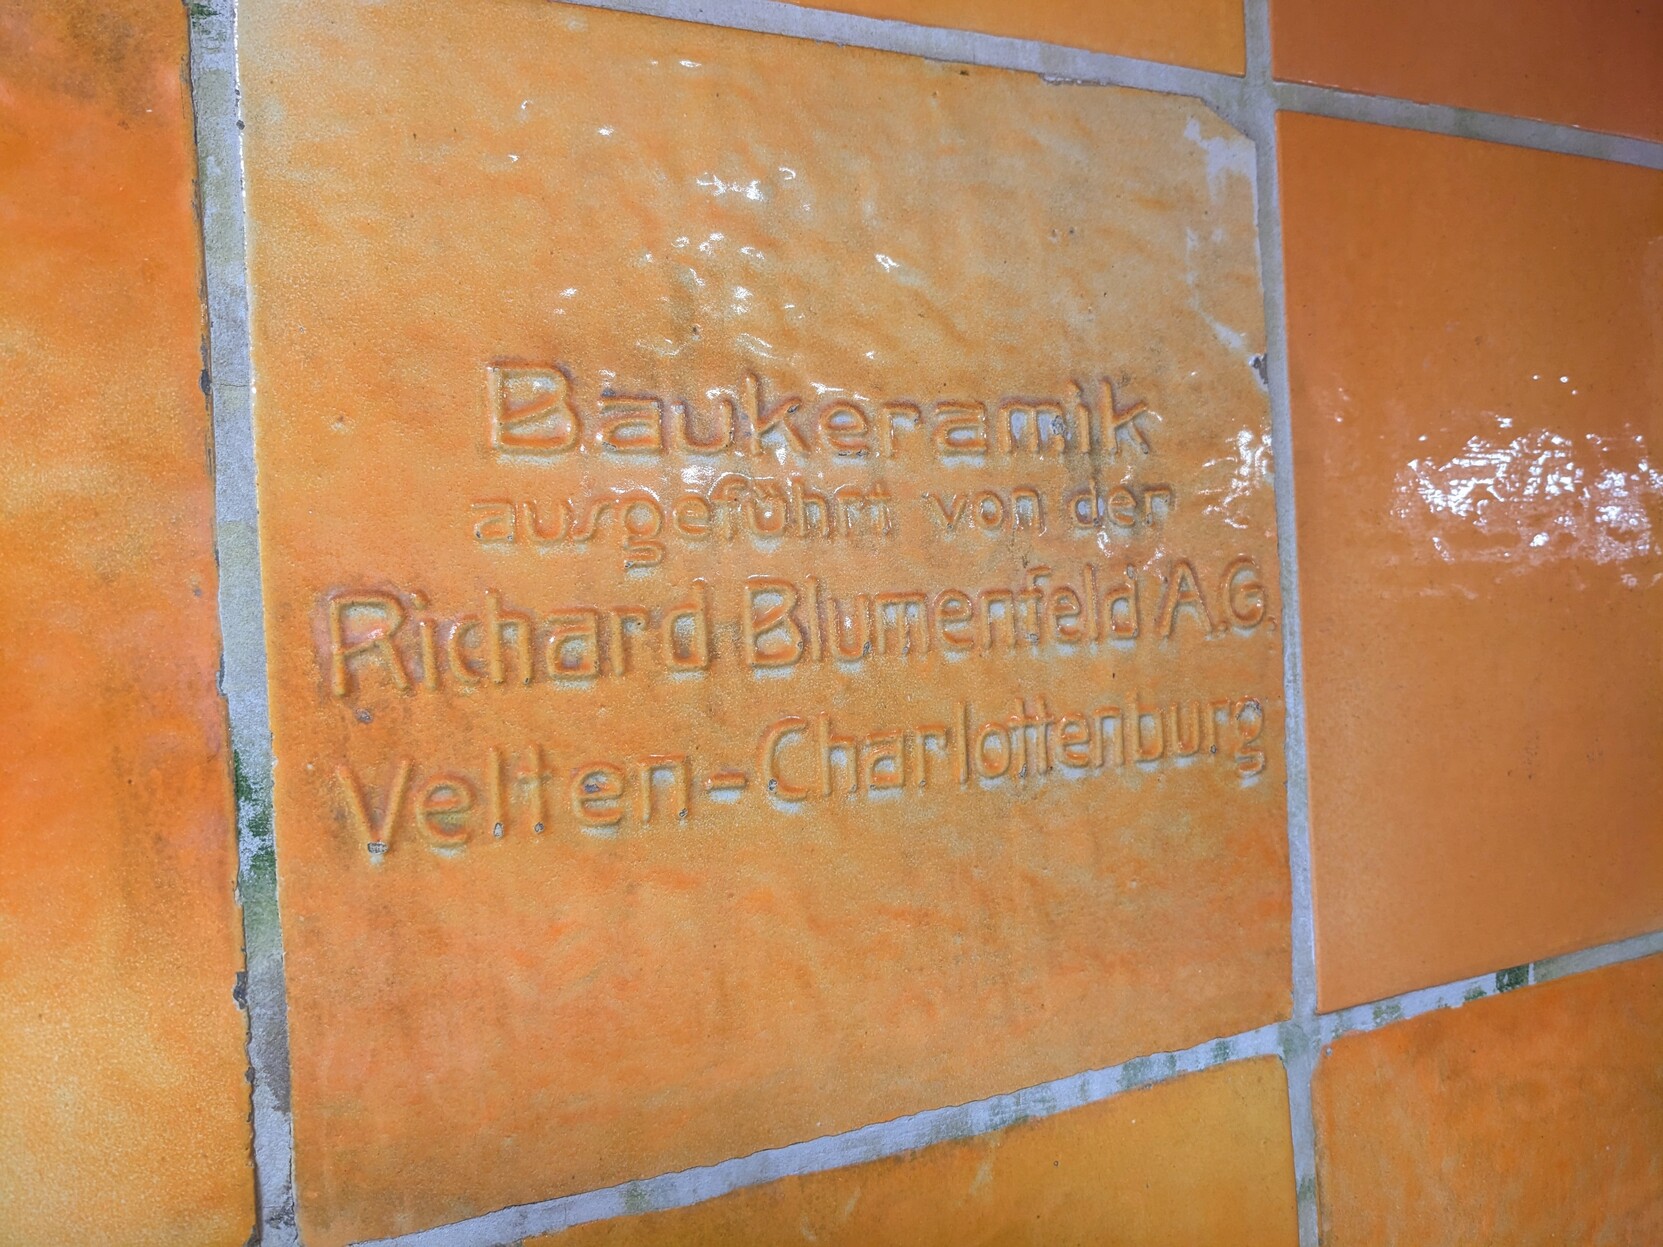 Baukeramik
ausgeführt von der
Richard Blumenfeld A.G.
Velten-Charlottenburg